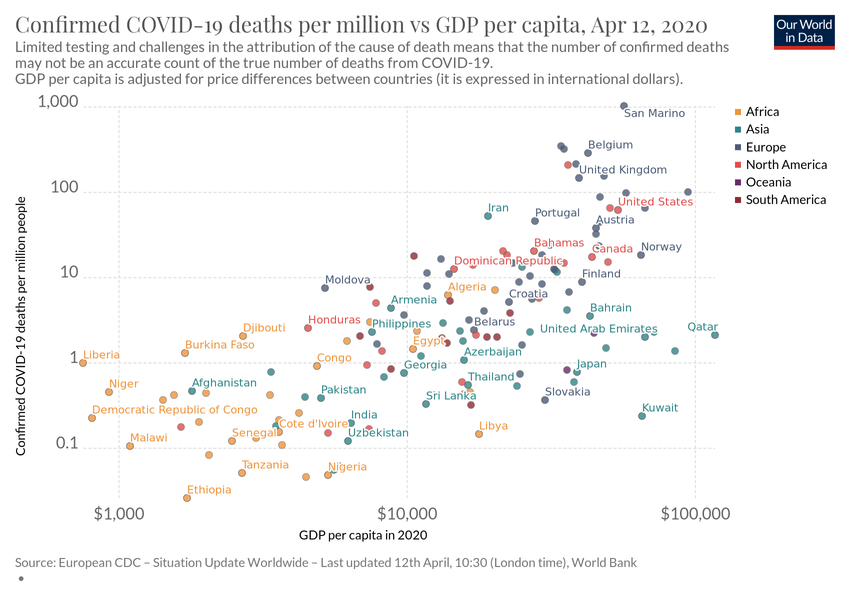 Confirmed COVID-19 deaths per million vs GDP per capita, Apr 12, 2020
Our World
in Data
Limited testing and challenges in the attribution of the cause of death means that the number of confirmed deaths
may not be an accurate count of the true number of deaths from COVID-19.
GDP per capita is adjusted for price differences between countries (it is expressed in international dollars).
1,000
San Marino
Africa
Asia
Europe
North America
Oceania
South America
Belgium
United Kingdom
100
United States
Iran
Portugal
Austria
Bahamas
Canada
Norway
Dominican Republic
10
Finland
Moldova
Algeria
Croatia
Armenia
Bahrain
Honduras
Philippines
Belarus
Djibouti
United Arab Emirates
Qatar
Burkina Faso
Egypt
Azerbaijan
Liberia
1
Congo
Georgia
Japan
Niger
Afghanistan
Pakistan
Thailand
Sri Lanka
Slovakia
Democratic Republic of Congo
India
Kuwait
Cote d'Ivoire
Malawi
Senegal
Uzbekistan
Libya
0.1
Tanzania
Nigeria
Ethiopia
$1,000
$10,000
$100,000
GDP per capita in 2020
Confirmed COVID-19 deaths per million people
Source: European CDC – Situation Update Worldwide – Last updated 12th April, 10:30 (London time), World Bank